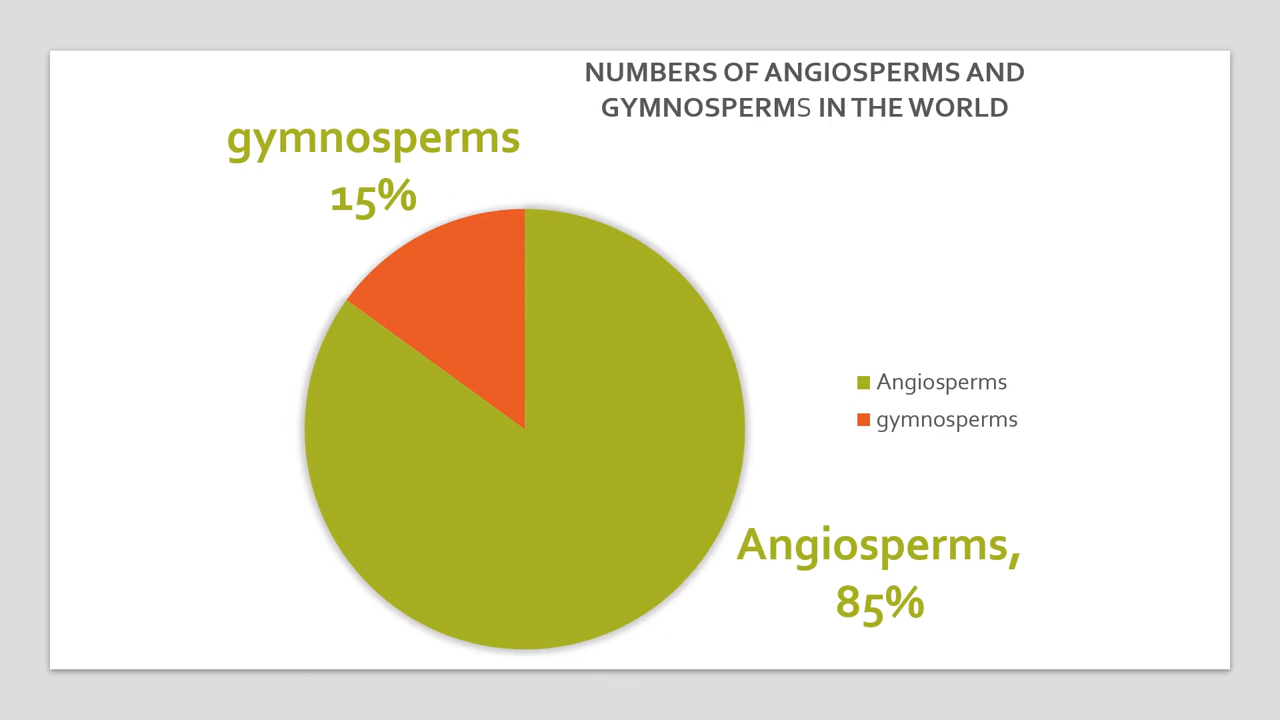 NUMBERS OF ANGIOSPERMS AND
GYMNOSPERMS IN THE WORLD
gymnosperms
15%
Angiosperms
gymnosperms
Angiosperms,
85%